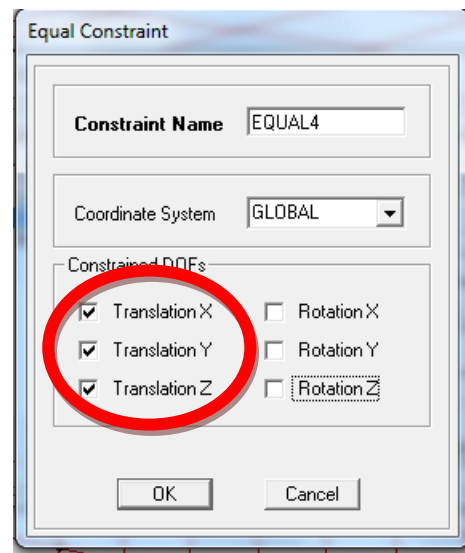 Equal Constraint
Constraint Name EQUAL4
Coordinate System GLOBAL
Constrained DOFs
Translation X Rotation X
Translation Y Rotation Y
Translation Z Rotation Z
OK Cancel